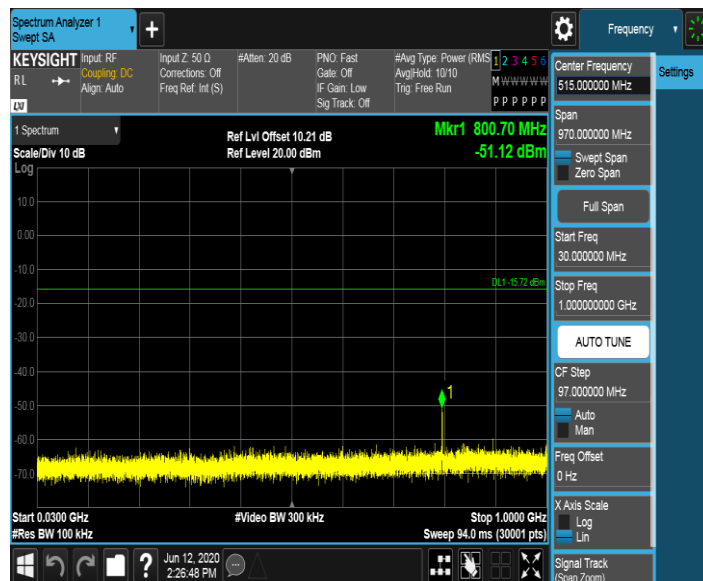 Spectrum Analyzer 1
Swept SA
+
Frequency
KEYSIGHT
RL
LXI
Input: RF
Coupling: DC
Align: Auto
Input Z: 50 Ω
Corrections: Off
Freq Ref: Int (S)
#Atten: 20 dB
PNO: Fast
Gate: Off
IF Gain: Low
Sig Track: Off
#Avg Type: Power (RMS
Avg|Hold: 10/10
Trig: Free Run
1 2 3 4 5 6
M W W W W W
P P P P P P
Center Frequency
515.000000 MHz
Settings
Span
970.000000 MHz
Swept Span
Zero Span
Full Span
Start Freq
30.000000 MHz
Stop Freq
1.000000000 GHz
AUTO TUNE
CF Step
97.000000 MHz
Auto
Man
Freq Offset
0 Hz
X Axis Scale
Log
Lin
Signal Track
(Span Zoom)
1 Spectrum
Scale/Div 10 dB
Log
Ref Lvl Offset 10.21 dB
Ref Level 20.00 dBm
Mkr1 800.70 MHz
-51.12 dBm
10.0
0.00
-10.0
-20.0
-30.0
-40.0
-50.0
-60.0
-70.0
DL1 -15.72 dBm
1
Start 0.0300 GHz
#Res BW 100 kHz
#Video BW 300 kHz
Stop 1.0000 GHz
Sweep 94.0 ms (30001 pts)
?
Jun 12, 2020
2:26:48 PM